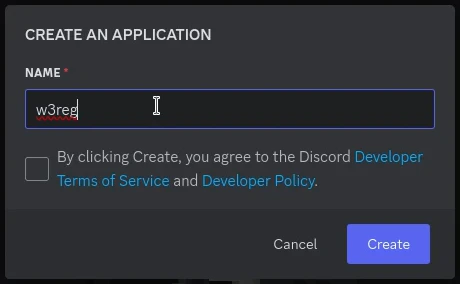 CREATE AN APPLICATION
NAME *
w3reg
By clicking Create, you agree to the Discord Developer
Terms of Service and Developer Policy.
Cancel Create